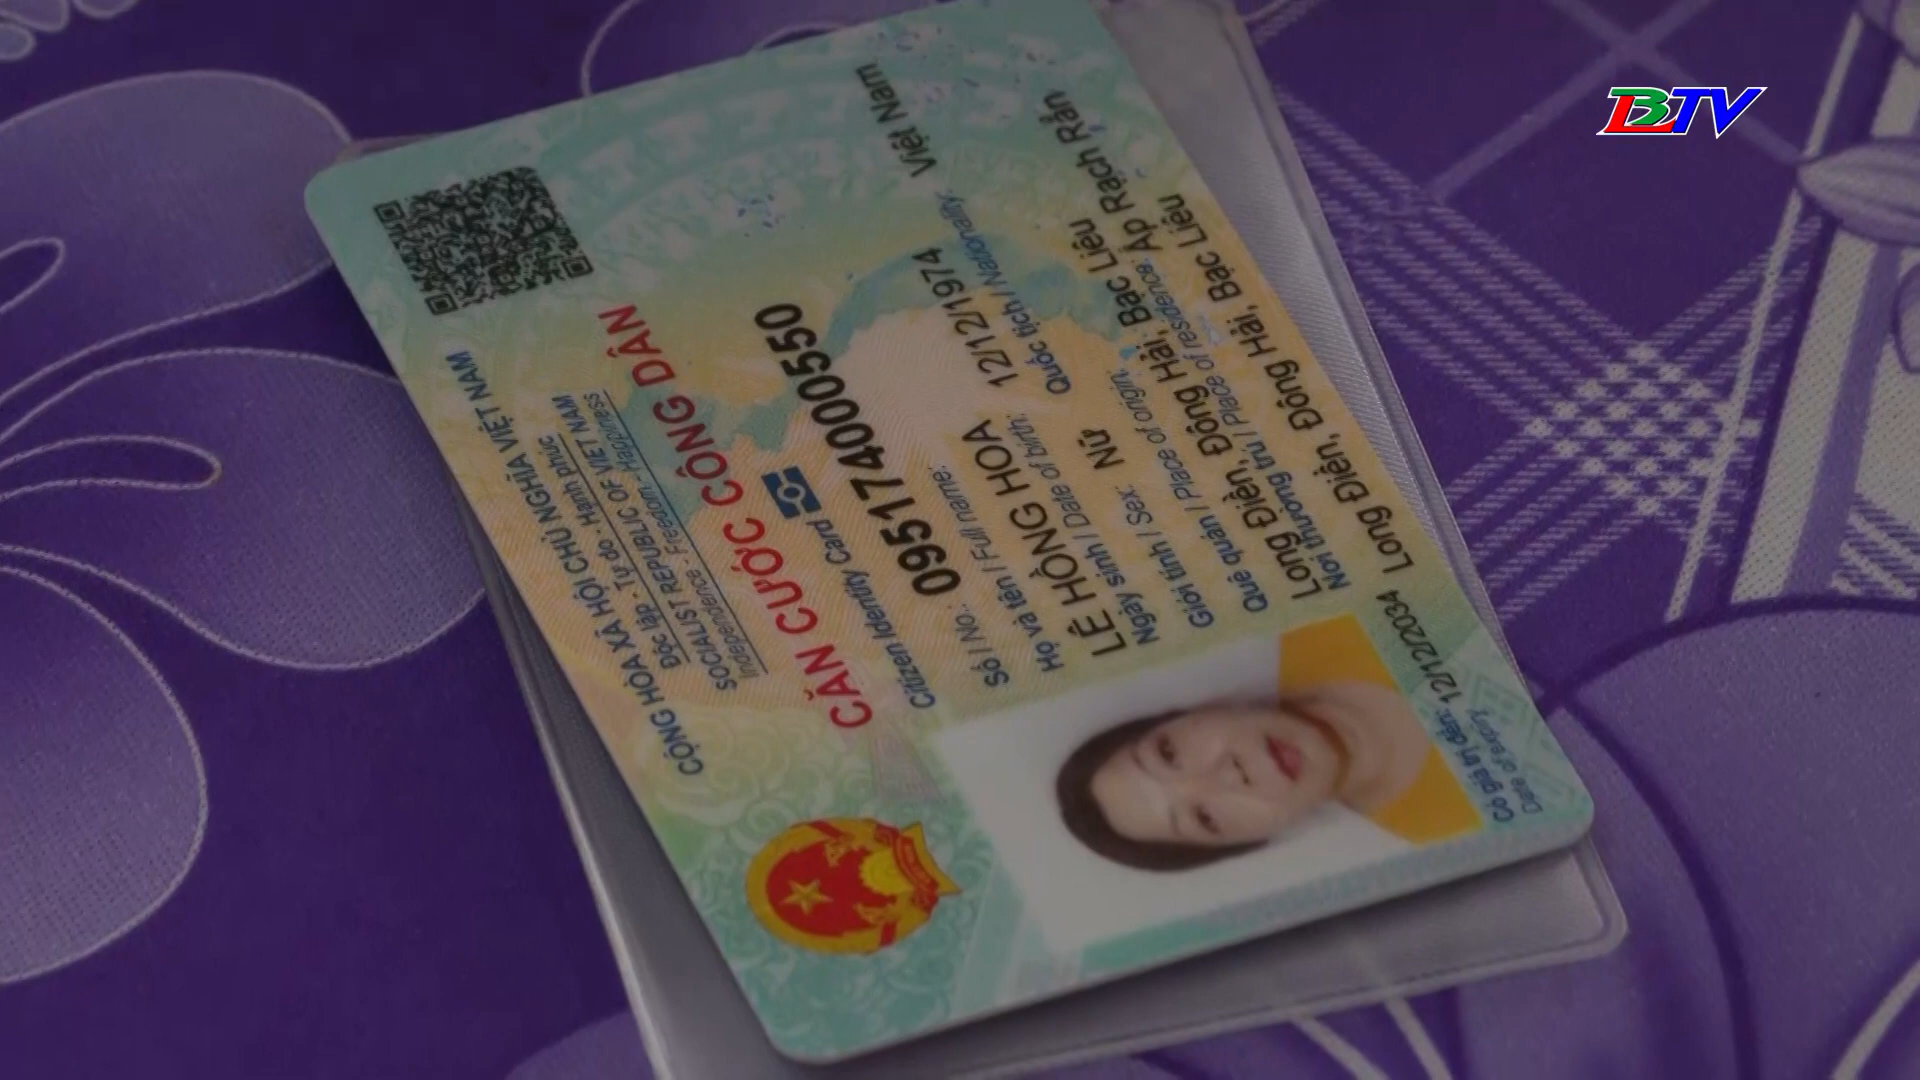 BTV
CỘNG HÒA XÃ HỘI CHỦ NGHĨA VIỆT NAM
Độc lập - Tự do - Hạnh phúc
SOCIALIST REPUBLIC OF VIET NAM
Independence - Freedom - Happiness
CĂN CƯỚC CÔNG DÂN
Citizen Identity Card
Số / No.: 095174000550
Họ và tên / Full name:
LÊ HỒNG HOA
Ngày sinh / Date of birth: 12/12/1974
Giới tính / Sex: Nữ Quốc tịch / Nationality: Việt Nam
Quê quán / Place of origin:
Long Điền, Đông Hải, Bạc Liêu
Nơi thường trú / Place of residence: Ấp Rạch Rắn
Long Điền, Đông Hải, Bạc Liêu
Có giá trị đến: 12/12/2034
Date of expiry